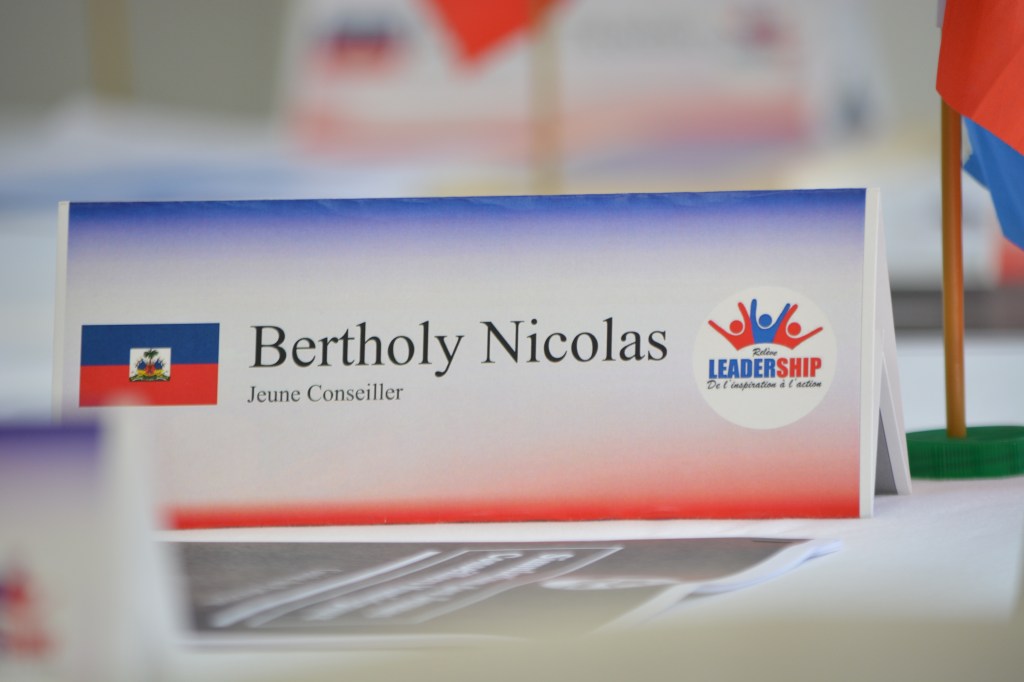 Bertholy Nicolas
Jeune Conseiller
Relève
LEADERSHIP
De l'inspiration à l'action